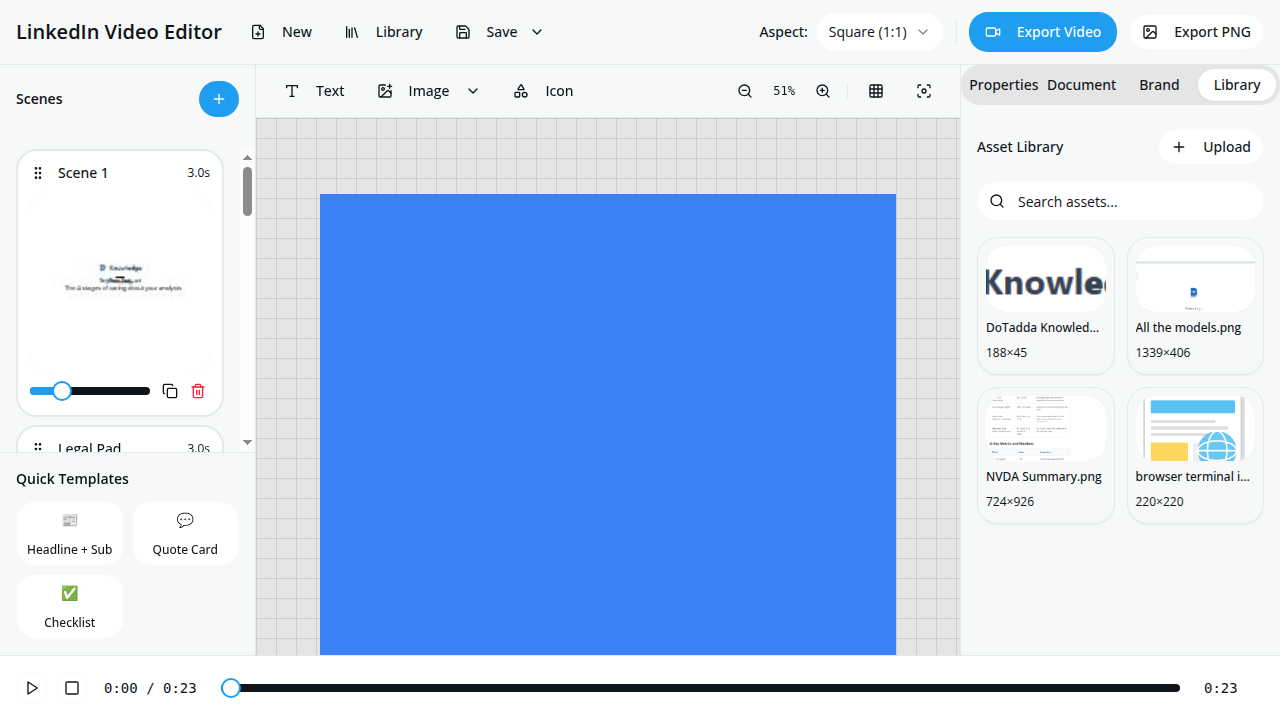 LinkedIn Video Editor
New
Library
Save
Aspect:
Square (1:1)
Export Video
Export PNG
Scenes
Text
Image
Icon
51%
Properties
Document
Brand
Library
Scene 1
3.0s
Knowledge
The 4 stages of caring about your analysis
Legal Pad
3.0s
Quick Templates
Headline + Sub
Quote Card
Checklist
Asset Library
Upload
Search assets...
Knowle
DoTadda Knowled...
188×45
All the models.png
1339×406
NVDA Summary.png
724×926
browser terminal i...
220×220
0:00 / 0:23
0:23